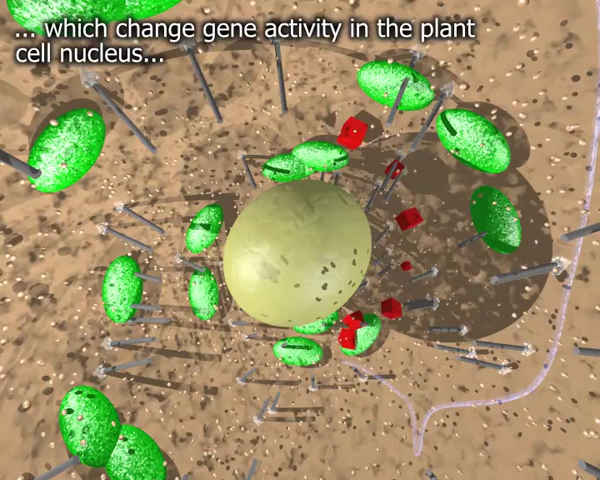 ... which change gene activity in the plant
cell nucleus...